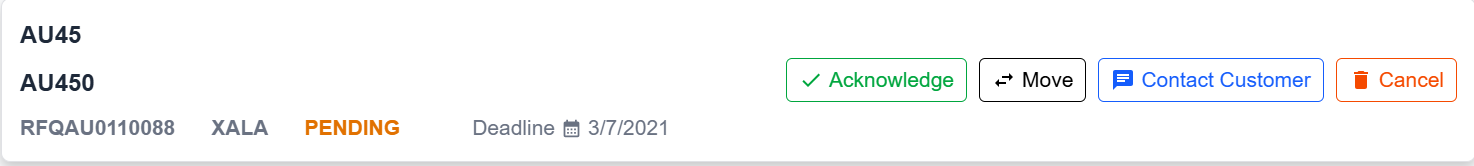 AU45
AU450
Acknowledge Move Contact Customer Cancel
RFQAU0110088 XALA PENDING Deadline 3/7/2021